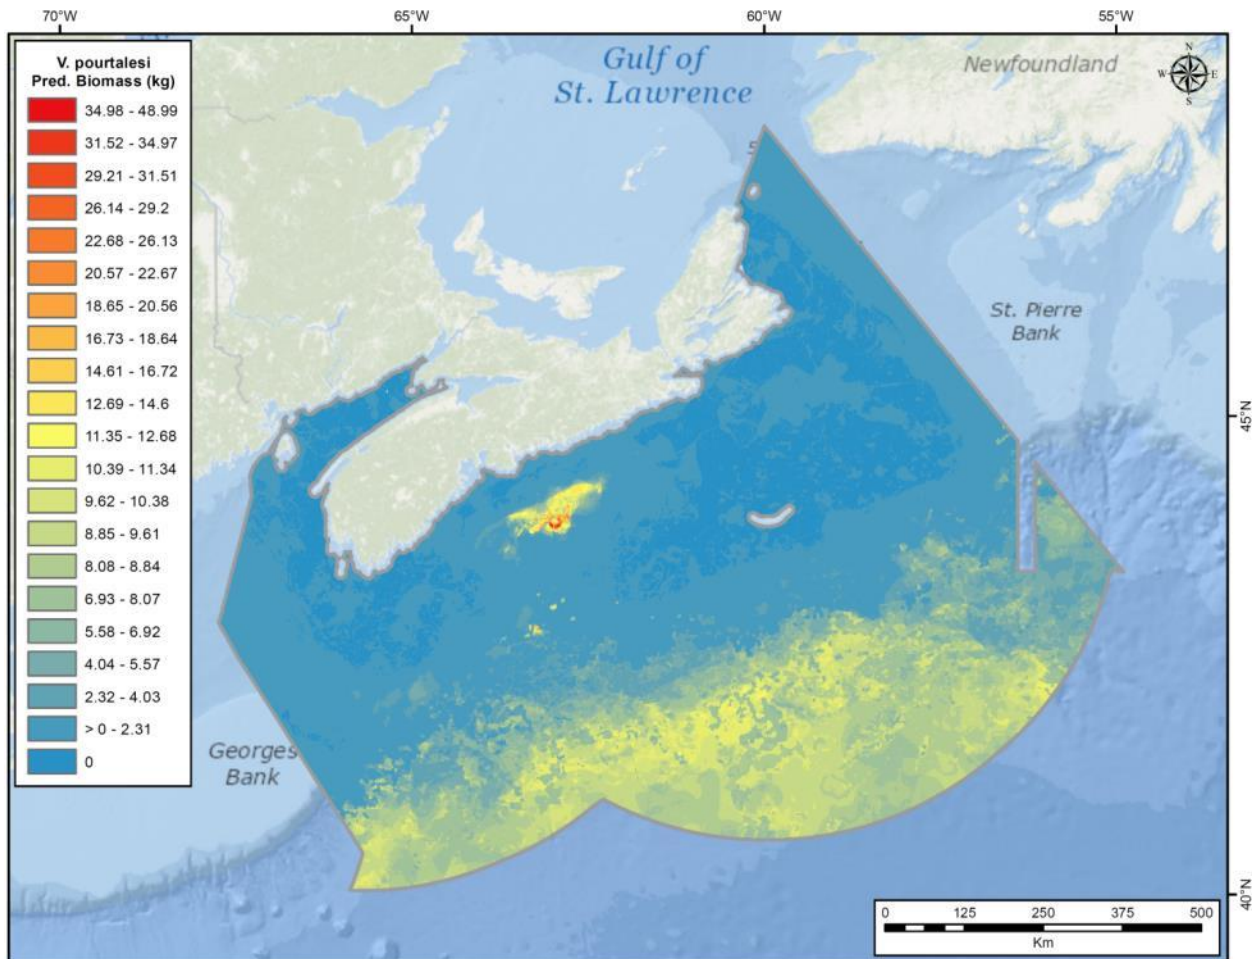 70°W
65°W
60°W
55°W
V. pourtalesi
Pred. Biomass (kg)
34.98 - 48.99
31.52 - 34.97
29.21 - 31.51
26.14 - 29.2
22.68 - 26.13
20.57 - 22.67
18.65 - 20.56
16.73 - 18.64
14.61 - 16.72
12.69 - 14.6
11.35 - 12.68
10.39 - 11.34
9.62 - 10.38
8.85 - 9.61
8.08 - 8.84
6.93 - 8.07
5.58 - 6.92
4.04 - 5.57
2.32 - 4.03
> 0 - 2.31
0
Gulf of
St. Lawrence
Newfoundland
N
W E
S
St. Pierre
Bank
45°N
Georges
Bank
40°N
0 125 250 375 500
Km